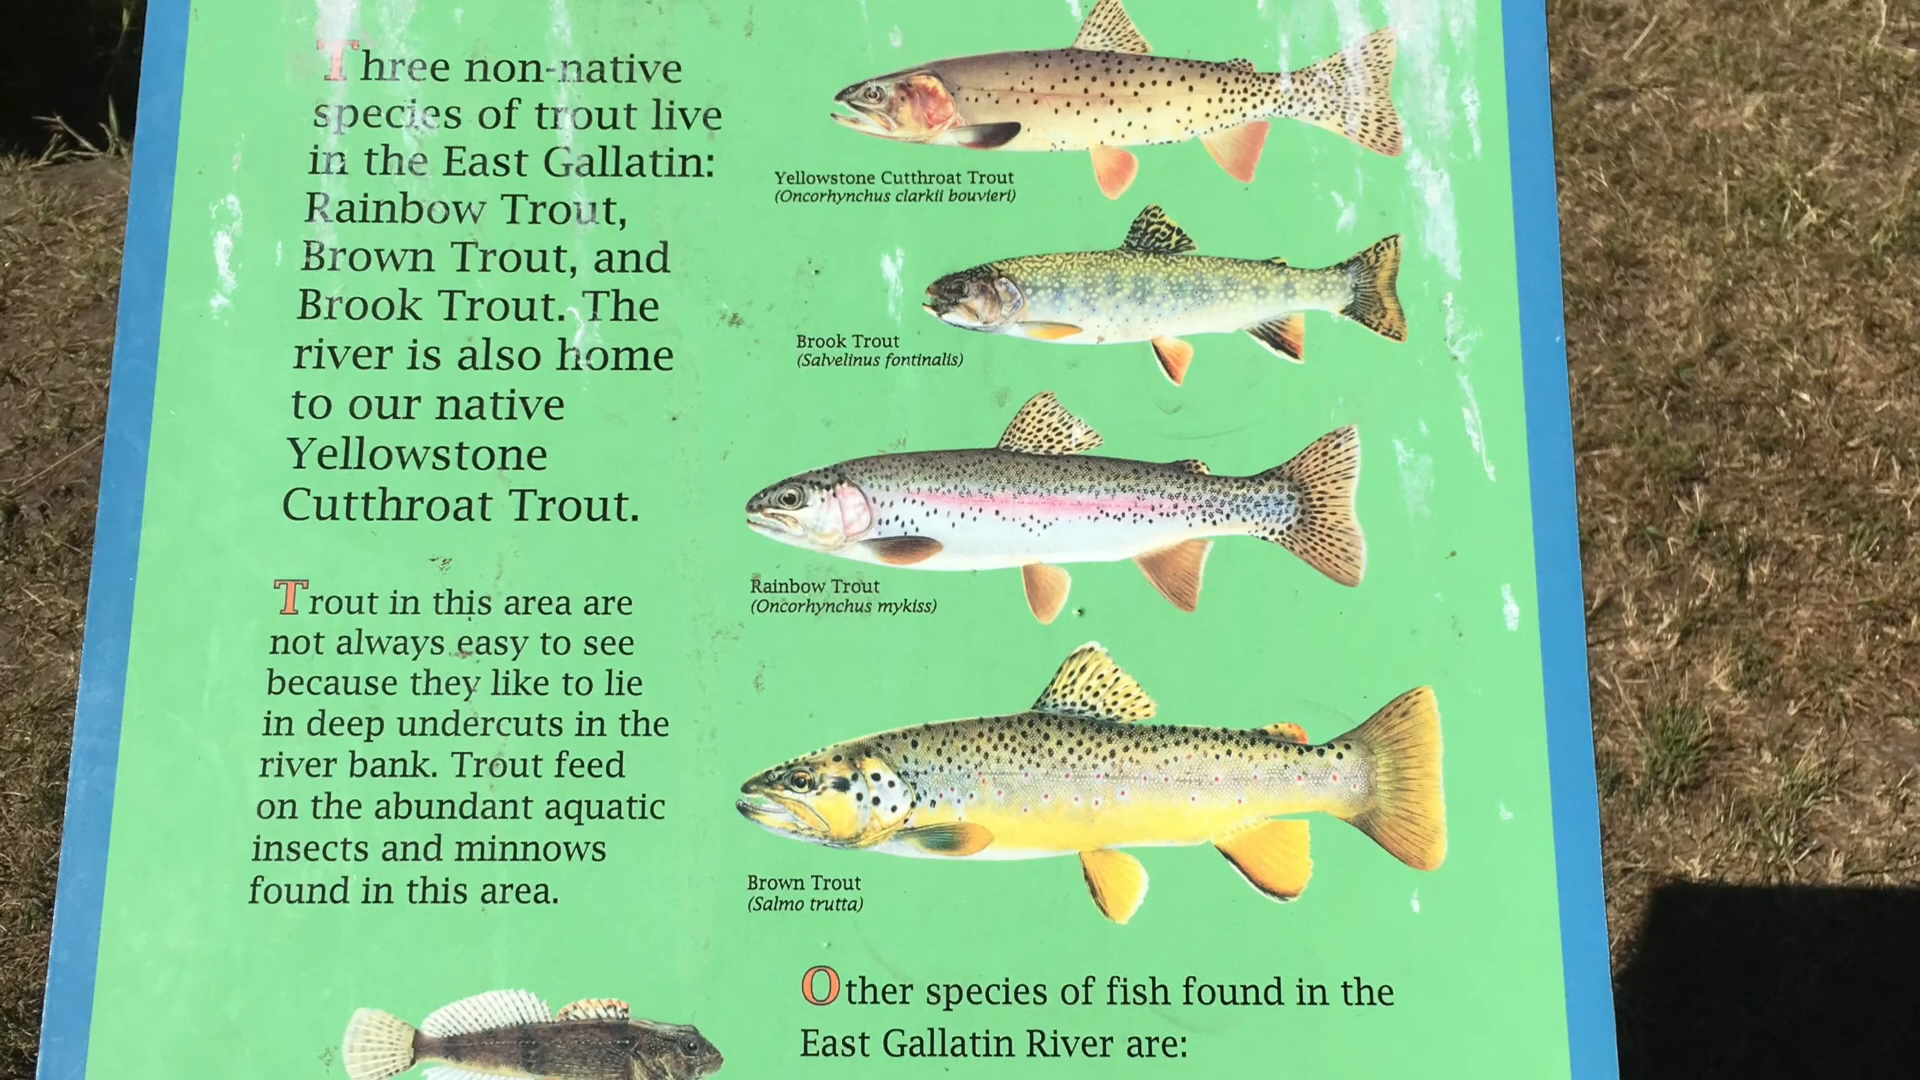 Three non-native
species of trout live
in the East Gallatin:
Rainbow Trout,
Brown Trout, and
Brook Trout. The
river is also home
to our native
Yellowstone
Cutthroat Trout.
Trout in this area are
not always easy to see
because they like to lie
in deep undercuts in the
river bank. Trout feed
on the abundant aquatic
insects and minnows
found in this area.
Yellowstone Cutthroat Trout
(Oncorhynchus clarkii bouvieri)
Brook Trout
(Salvelinus fontinalis)
Rainbow Trout
(Oncorhynchus mykiss)
Brown Trout
(Salmo trutta)
Other species of fish found in the
East Gallatin River are: